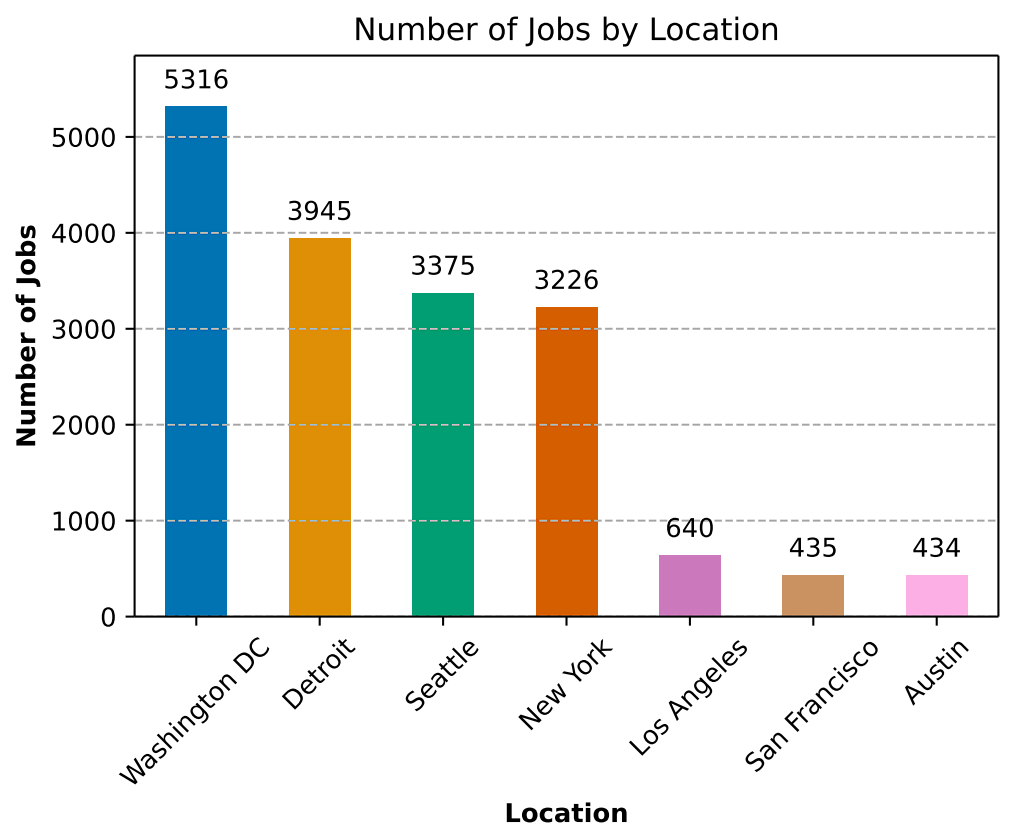 Number of Jobs by Location
Number of Jobs
5000
4000
3000
2000
1000
0
5316
3945
3375
3226
640
435
434
Washington DC
Detroit
Seattle
New York
Los Angeles
San Francisco
Austin
Location